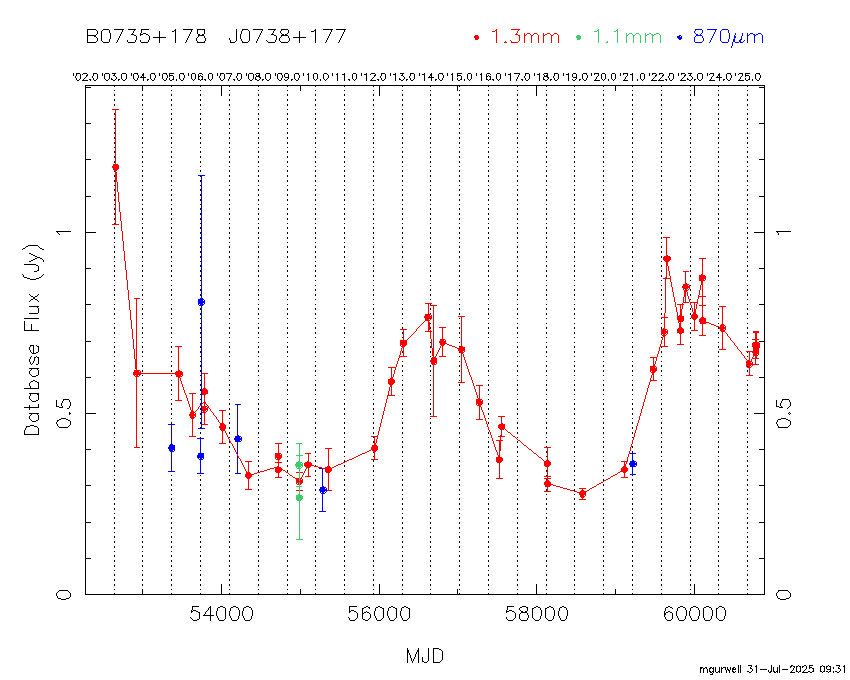 B0735+178 J0738+177 1.3mm 1.1mm 870μm
'02.0 '03.0 '04.0 '05.0 '06.0 '07.0 '08.0 '09.0 '10.0 '11.0 '12.0 '13.0 '14.0 '15.0 '16.0 '17.0 '18.0 '19.0 '20.0 '21.0 '22.0 '23.0 '24.0 '25.0
1 1
Database Flux (Jy)
0.5 0.5
0 0
54000 56000 58000 60000
MJD
mgurwell 31-Jul-2025 09:31